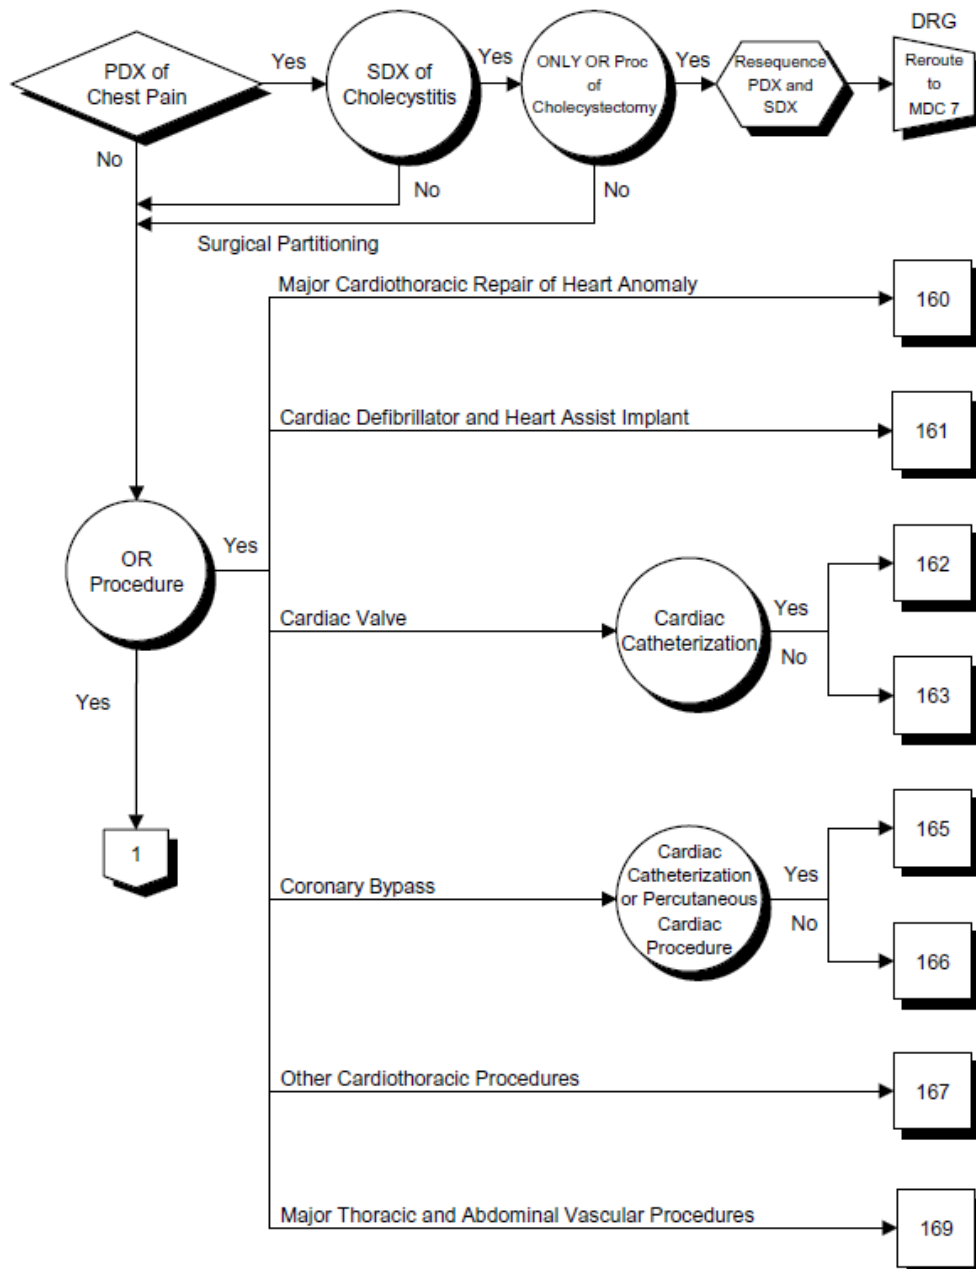 DRG
PDX of
Chest Pain
Yes
SDX of
Cholecystitis
Yes
ONLY OR Proc
of
Cholecystectomy
Yes
Resequence
PDX and
SDX
Reroute
to
MDC 7
No
No
No
Surgical Partitioning
Major Cardiothoracic Repair of Heart Anomaly
160
Cardiac Defibrillator and Heart Assist Implant
161
OR
Procedure
Yes
Yes
1
Cardiac Valve
Cardiac
Catheterization
Yes
No
162
163
Coronary Bypass
Cardiac
Catheterization
or Percutaneous
Cardiac
Procedure
Yes
No
165
166
Other Cardiothoracic Procedures
167
Major Thoracic and Abdominal Vascular Procedures
169